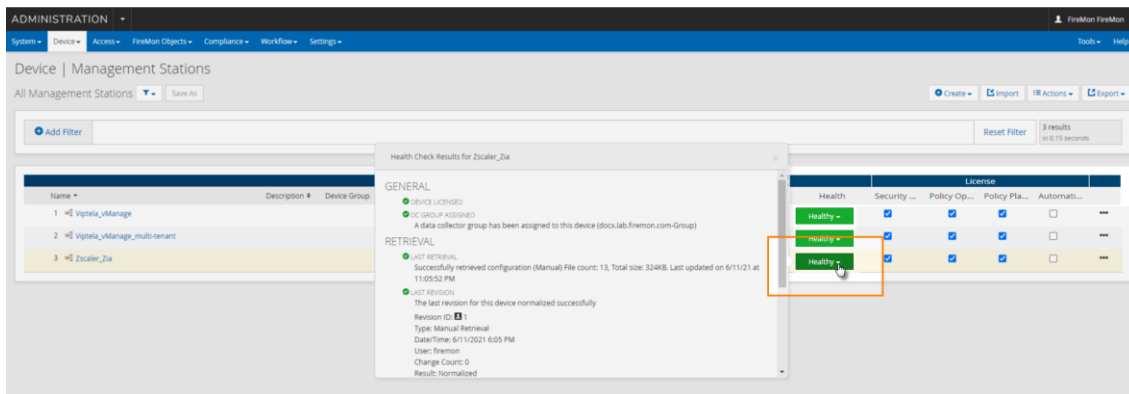 ADMINISTRATION
FireMon FireMon
System Device Access FireMon Objects Compliance Workflow Settings Tools Help
Device | Management Stations
All Management Stations Save As Create Import Actions Export
Add Filter Reset Filter 3 results
in 0.15 seconds
Health Check Results for Zscaler_Zia ×
License
Name Description Device Group Health Security ... Policy Op... Policy Pla... Automati...
1 Viptela_vManage Healthy •••
2 Viptela_vManage_multi-tenant Healthy •••
3 Zscaler_Zia Healthy •••
GENERAL
DEVICE LICENSED
DC GROUP ASSIGNED
A data collector group has been assigned to this device (docx.lab.firemon.com-Group)
RETRIEVAL
LAST RETRIEVAL
Successfully retrieved configuration (Manual) File count: 13, Total size: 324KB. Last updated on 6/11/21 at
11:05:52 PM
LAST REVISION
The last revision for this device normalized successfully
Revision ID: 1
Type: Manual Retrieval
Date/Time: 6/11/2021 6:05 PM
User: firemon
Change Count: 0
Result: Normalized